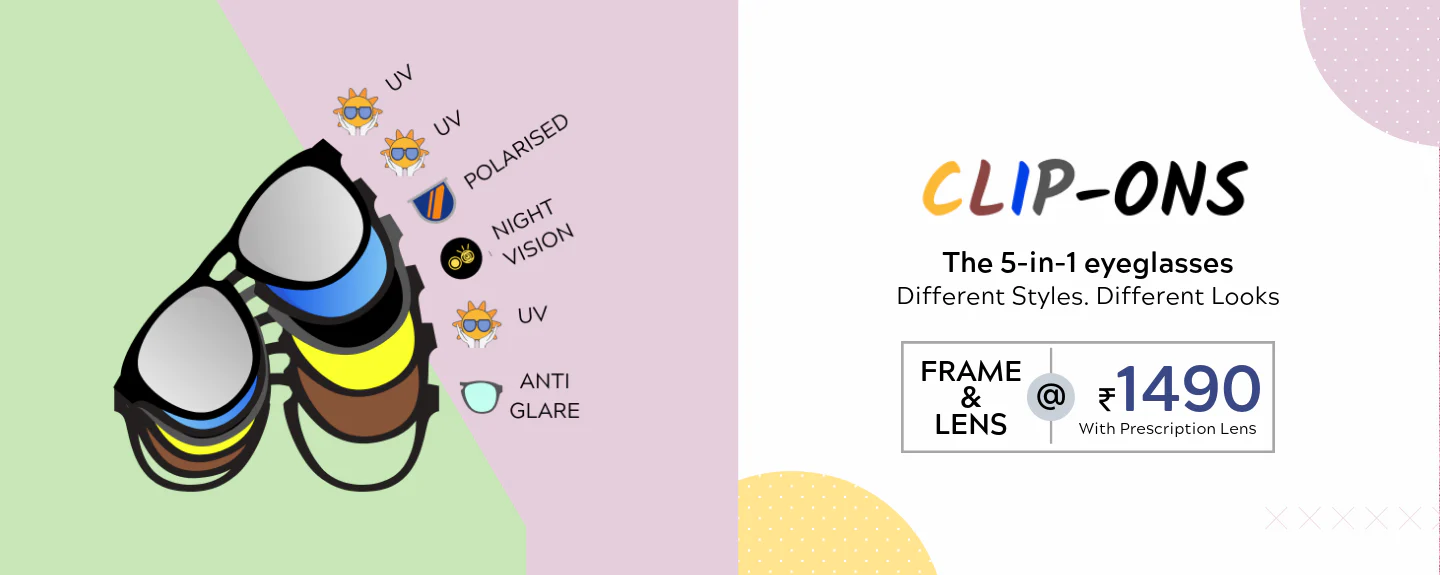 UV
UV
POLARISED
NIGHT
VISION
UV
ANTI
GLARE
CLIP-ONS
The 5-in-1 eyeglasses
Different Styles. Different Looks
FRAME
&
LENS
@
₹1490
With Prescription Lens